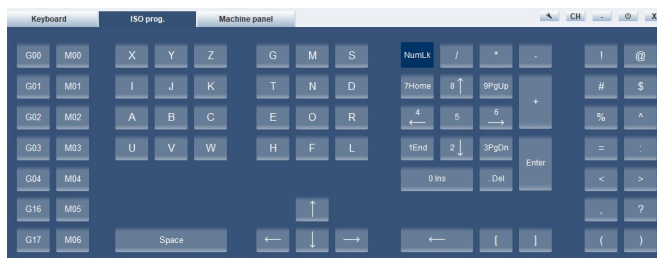 Keyboard ISO prog. Machine panel CH - X
G00 M00 X Y Z G M S NumLk / * - ! @
G01 M01 I J K T N D 7Home 8 ↑ 9PgUp + # $
G02 M02 A B C E O R 4 ← 5 6 → % ^
G03 M03 U V W H F L 1End 2 ↓ 3PgDn Enter = :
G04 M04 0 Ins . Del < >
G16 M05 ↑ , ?
G17 M06 Space ← ↓ → ← [ ] ( )